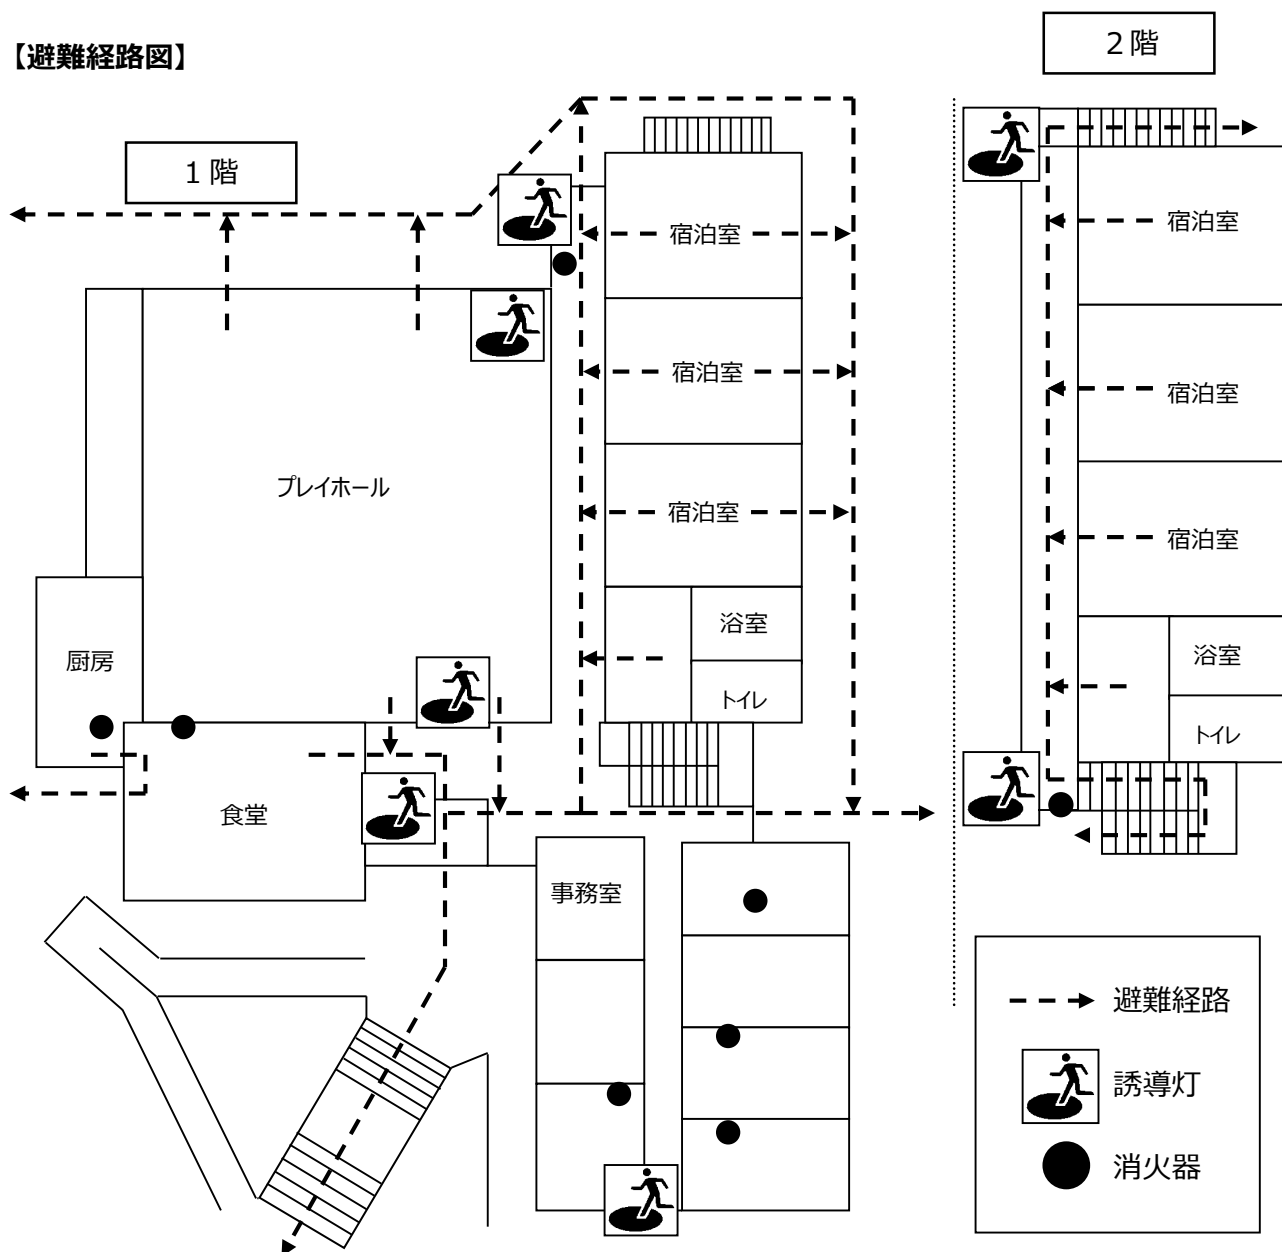 【避難経路図】
2階
1階
宿泊室
宿泊室
宿泊室
プレイホール
浴室
トイレ
厨房
食堂
事務室
宿泊室
宿泊室
宿泊室
浴室
トイレ
避難経路
誘導灯
消火器